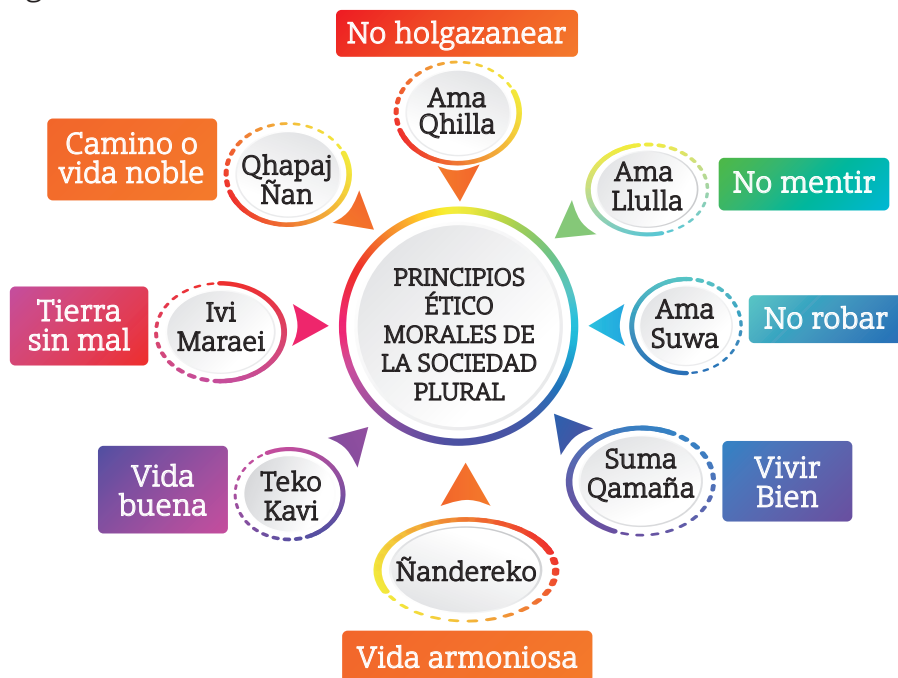 No holgazanear
Ama
Qhilla
Camino o
vida noble
Qhapaj
Ñan
Ama
Llulla
No mentir
Tierra
sin mal
Ivi
Maraei
PRINCIPIOS
ÉTICO
MORALES DE
LA SOCIEDAD
PLURAL
Ama
Suwa
No robar
Vida
buena
Teko
Kavi
Suma
Qamaña
Vivir
Bien
Ñandereko
Vida armoniosa